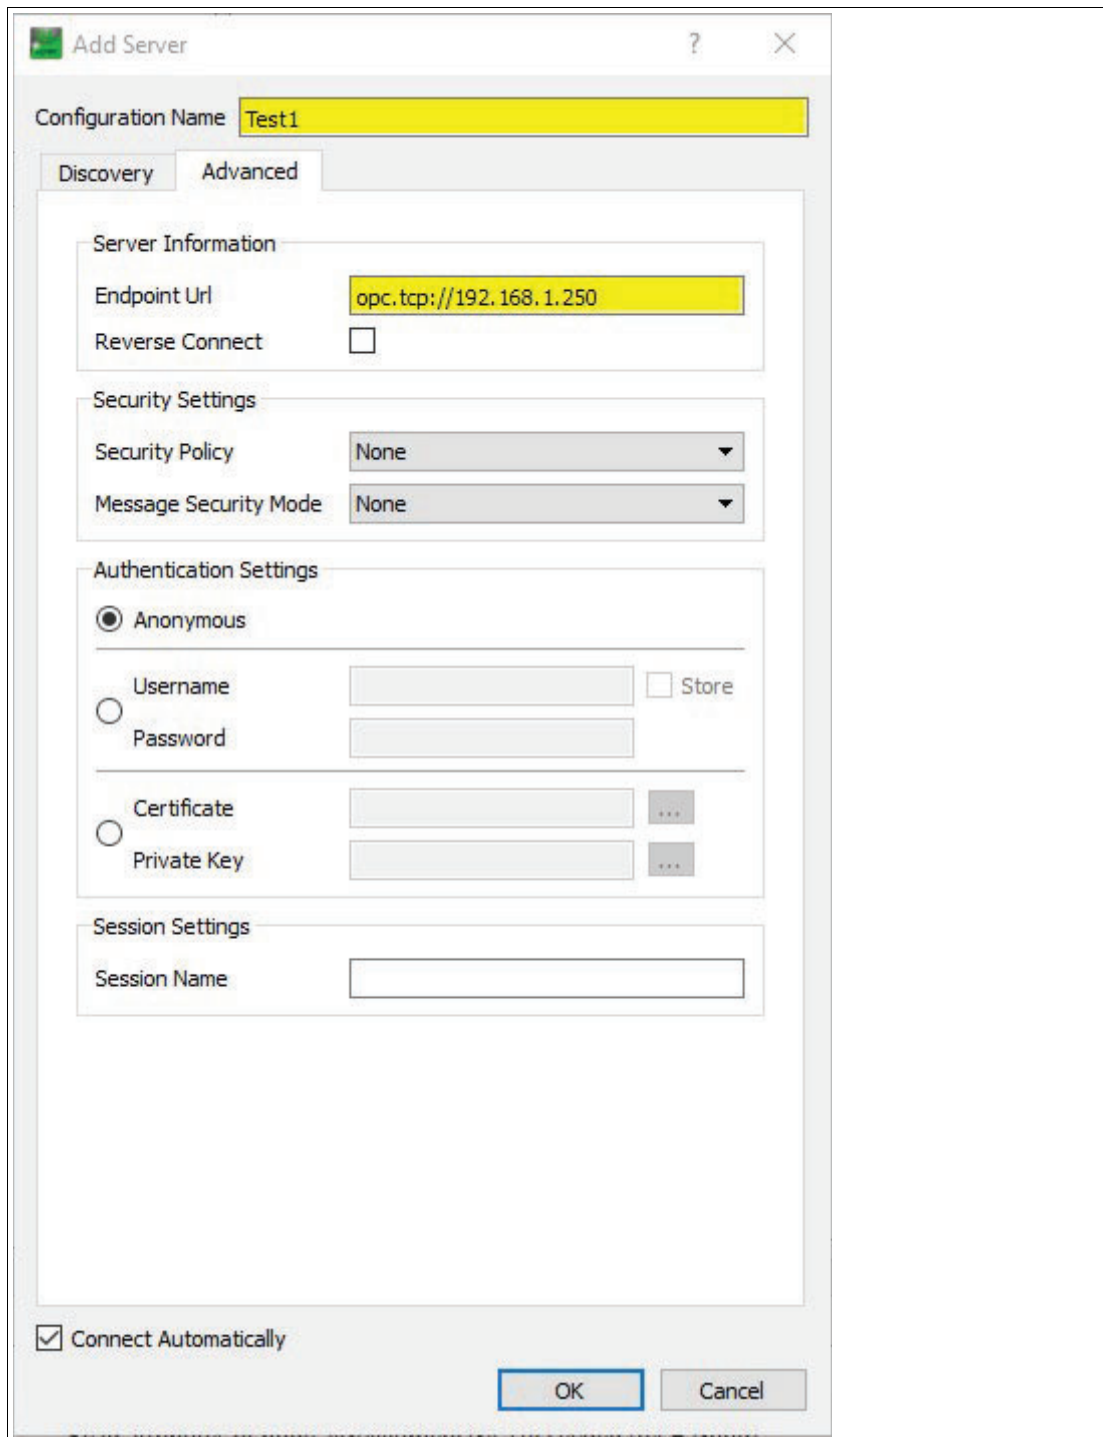 Add Server ?
Configuration Name Test1
Discovery Advanced
Server Information
Endpoint Url opc.tcp://192.168.1.250
Reverse Connect
Security Settings
Security Policy None
Message Security Mode None
Authentication Settings
Anonymous
Username Store
Password
Certificate ...
Private Key ...
Session Settings
Session Name
Connect Automatically
OK Cancel